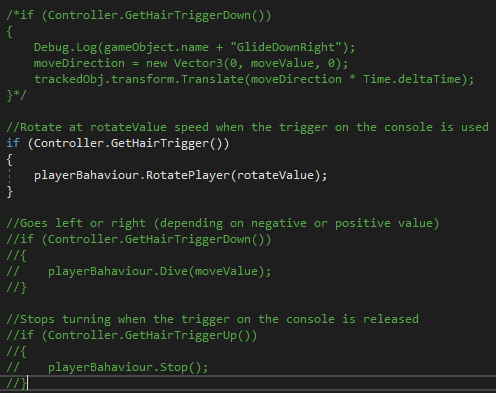 /*if (Controller.GetHairTriggerDown())
{
    Debug.Log(gameObject.name + "GlideDownRight");
    moveDirection = new Vector3(0, moveValue, 0);
    trackedObj.transform.Translate(moveDirection * Time.deltaTime);
}*/
//Rotate at rotateValue speed when the trigger on the console is used
if (Controller.GetHairTrigger())
{
    playerBahaviour.RotatePlayer(rotateValue);
}
//Goes left or right (depending on negative or positive value)
//if (Controller.GetHairTriggerDown())
//{
//    playerBahaviour.Dive(moveValue);
//}
//Stops turning when the trigger on the console is released
//if (Controller.GetHairTriggerUp())
//{
//    playerBahaviour.Stop();
//}